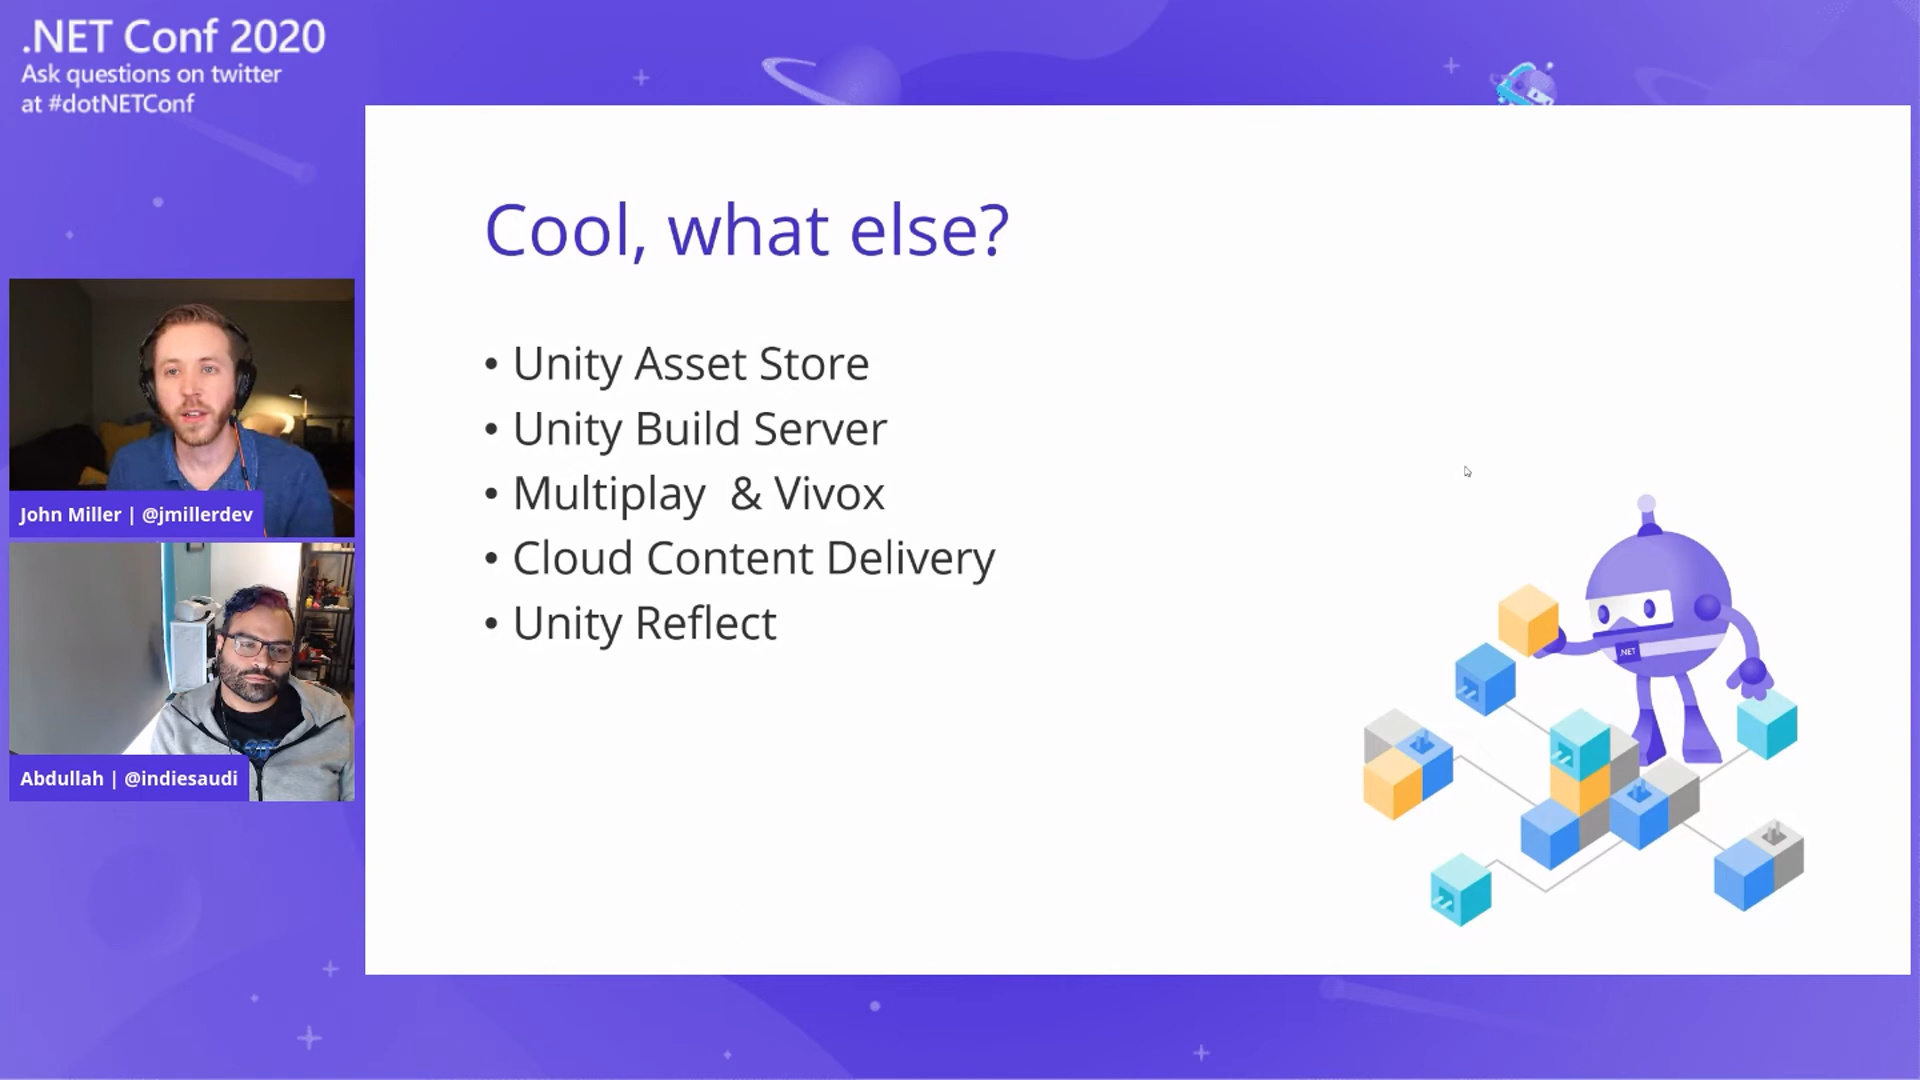 .NET Conf 2020
Ask questions on twitter
at #dotNETConf
Cool, what else?
• Unity Asset Store
• Unity Build Server
• Multiplay  & Vivox
• Cloud Content Delivery
• Unity Reflect
John Miller | @jmillerdev
Abdullah | @indiesaudi
.NET